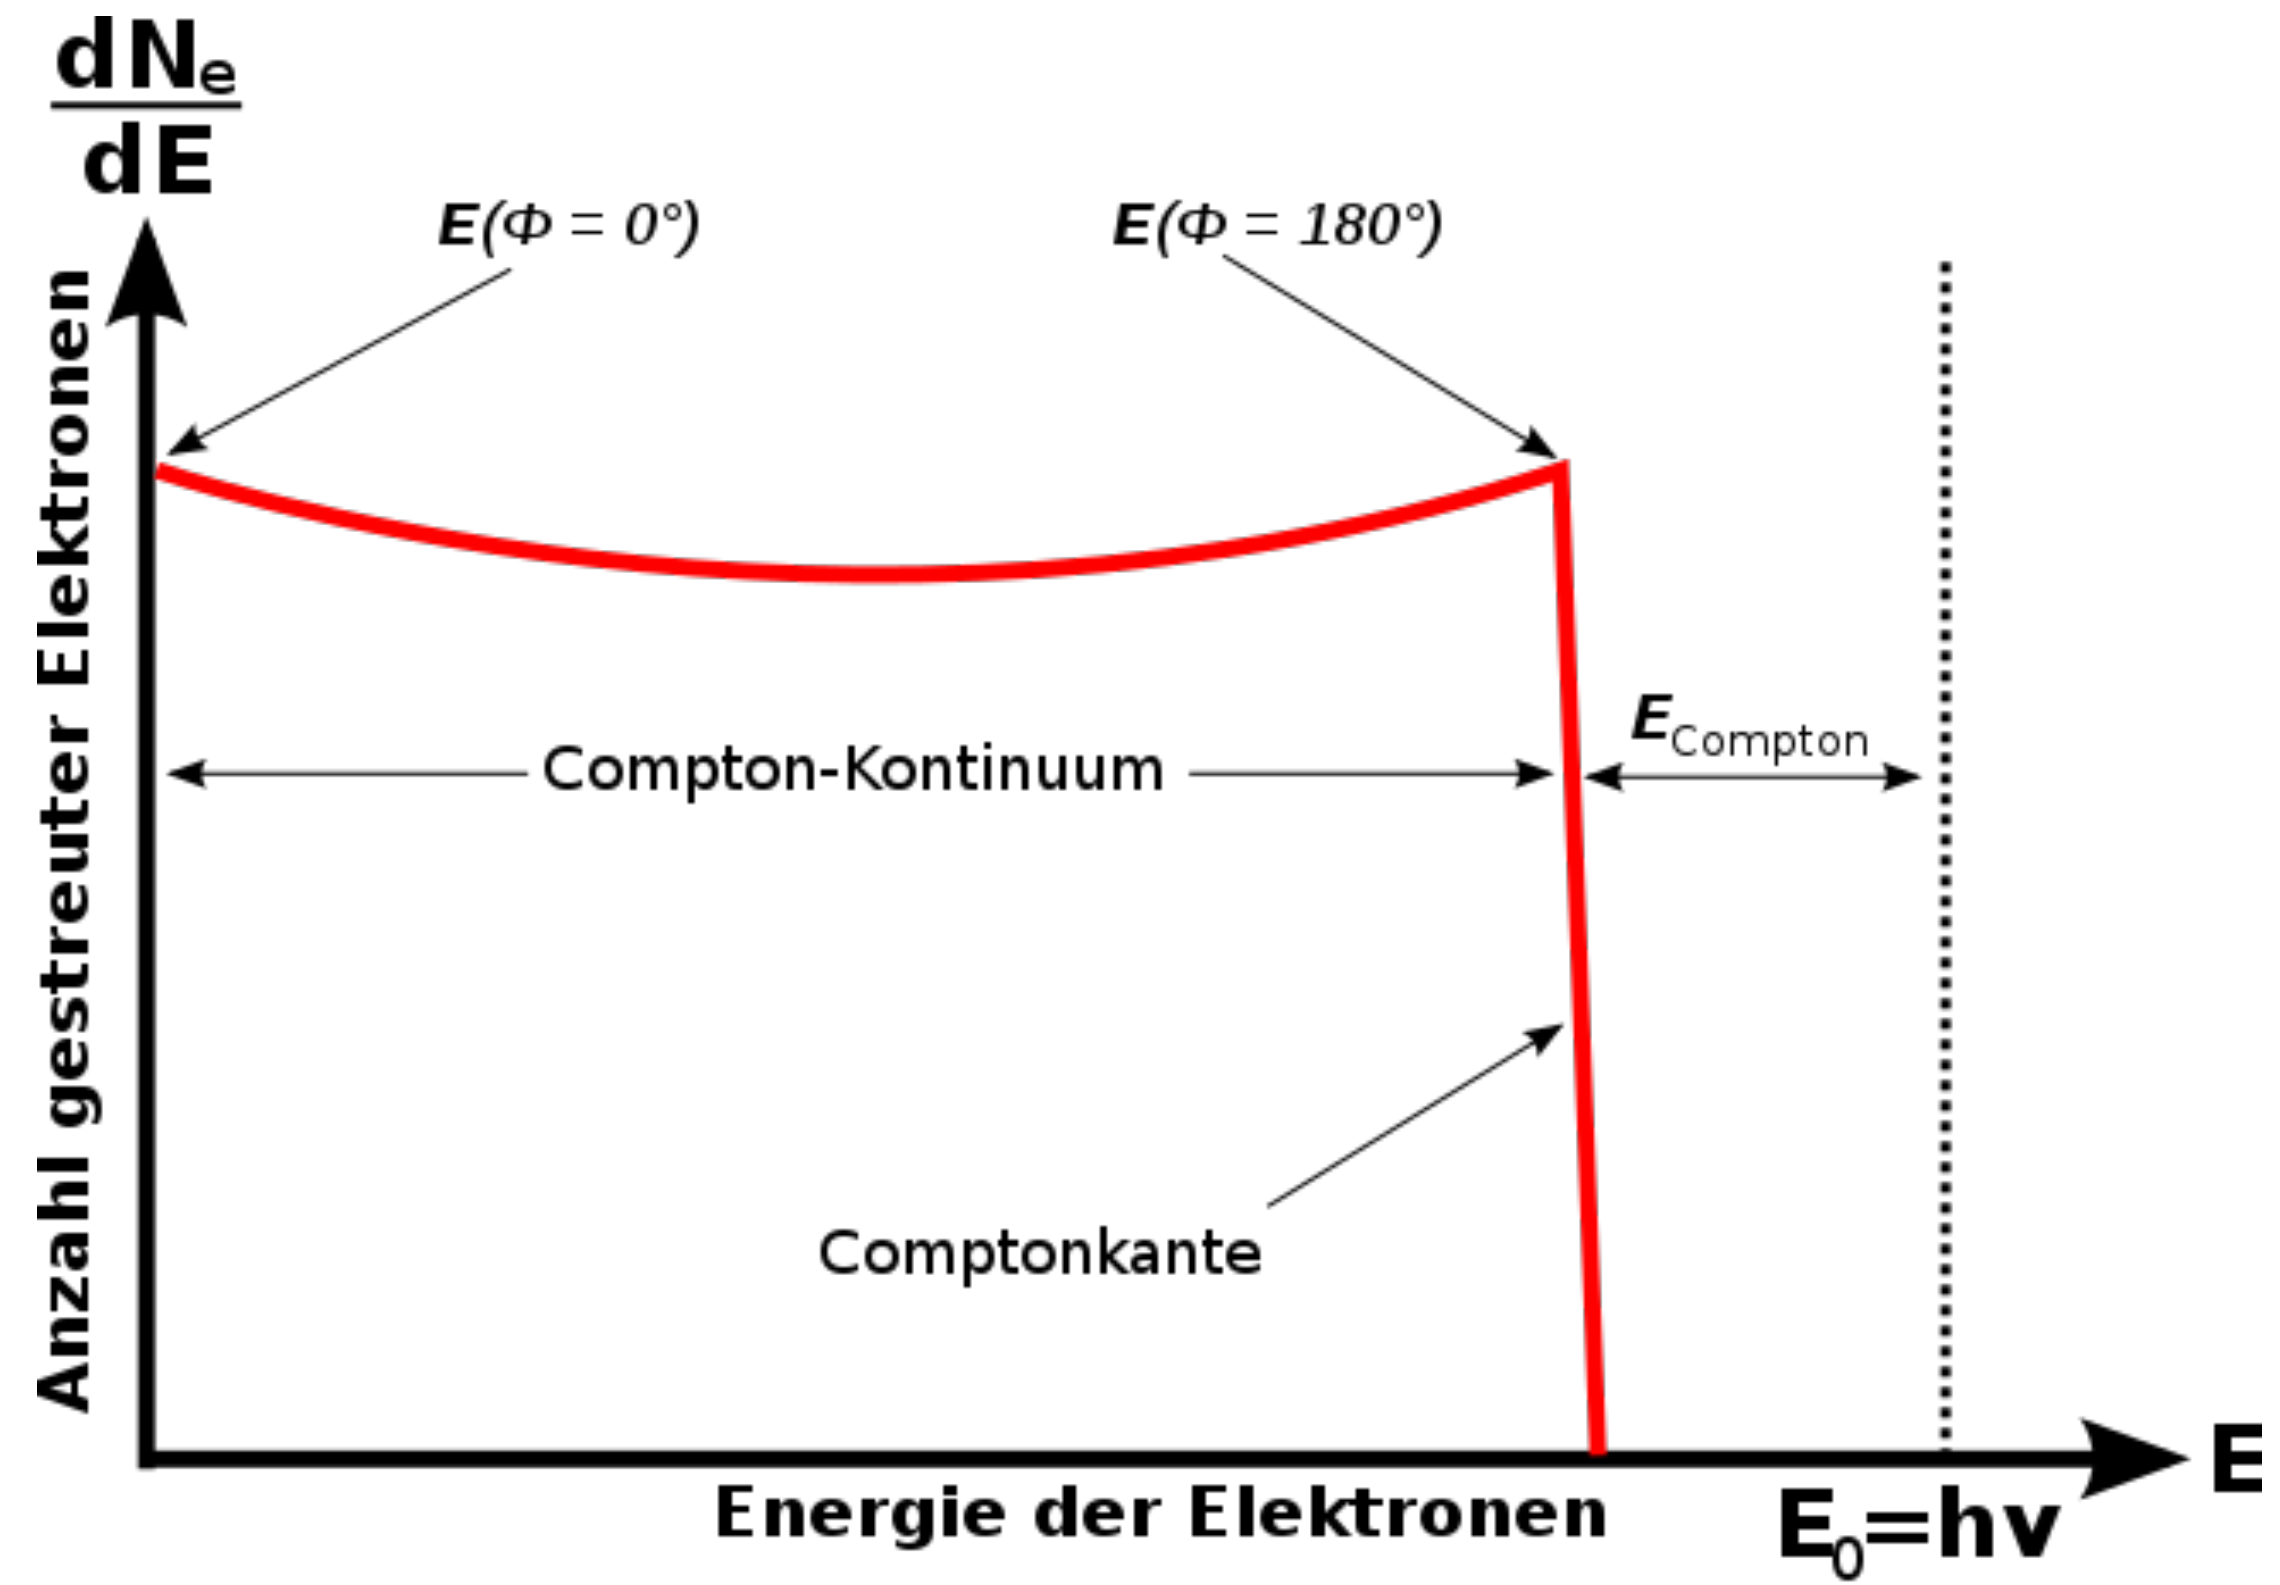 dNe
dE
E(Φ = 0°)
E(Φ = 180°)
Anzahl gestreuter Elektronen
ECompton
Compton-Kontinuum
Comptonkante
E
Energie der Elektronen
E0=hν